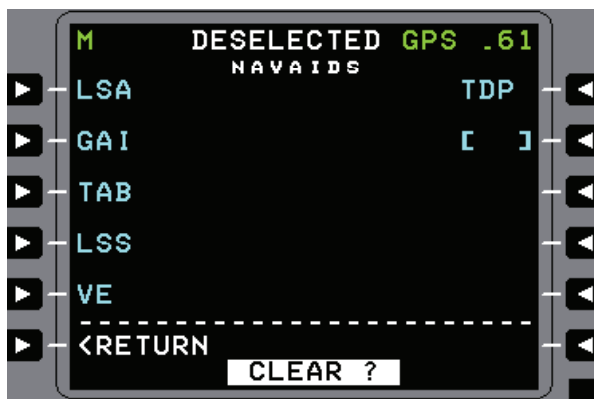 M DESELECTED GPS .61
NAVAIDS
LSA TDP
GAI [ ]
TAB
LSS
VE
<RETURN
CLEAR ?